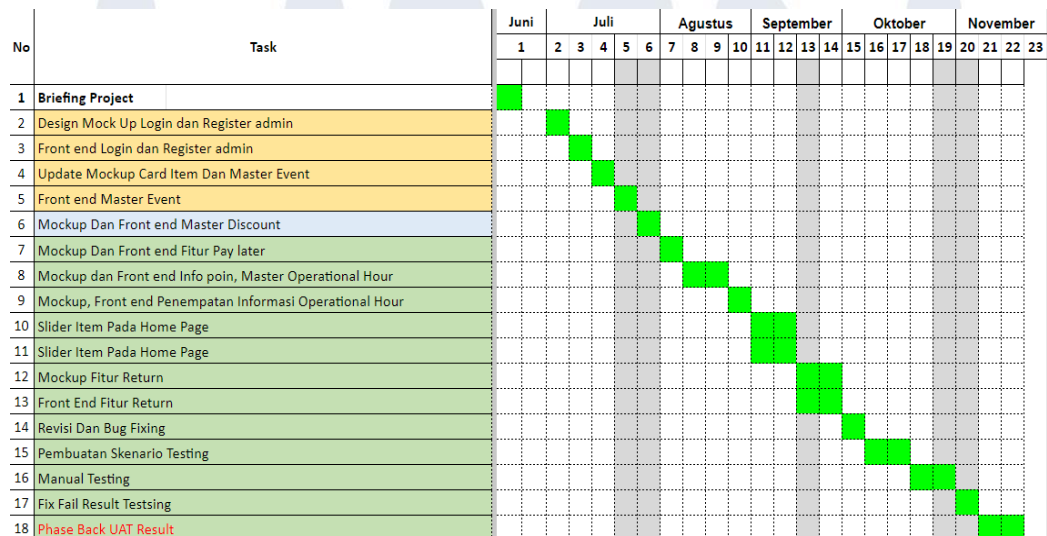 No Task Juni Juli Agustus September Oktober November
1 2 3 4 5 6 7 8 9 10 11 12 13 14 15 16 17 18 19 20 21 22 23
1 Briefing Project
2 Design Mock Up Login dan Register admin
3 Front end Login dan Register admin
4 Update Mockup Card Item Dan Master Event
5 Front end Master Event
6 Mockup Dan Front end Master Discount
7 Mockup Dan Front end Fitur Pay later
8 Mockup dan Front end Info poin, Master Operational Hour
9 Mockup, Front end Penempatan Informasi Operational Hour
10 Slider Item Pada Home Page
11 Slider Item Pada Home Page
12 Mockup Fitur Return
13 Front End Fitur Return
14 Revisi Dan Bug Fixing
15 Pembuatan Skenario Testing
16 Manual Testing
17 Fix Fail Result Testsing
18 Phase Back UAT Result